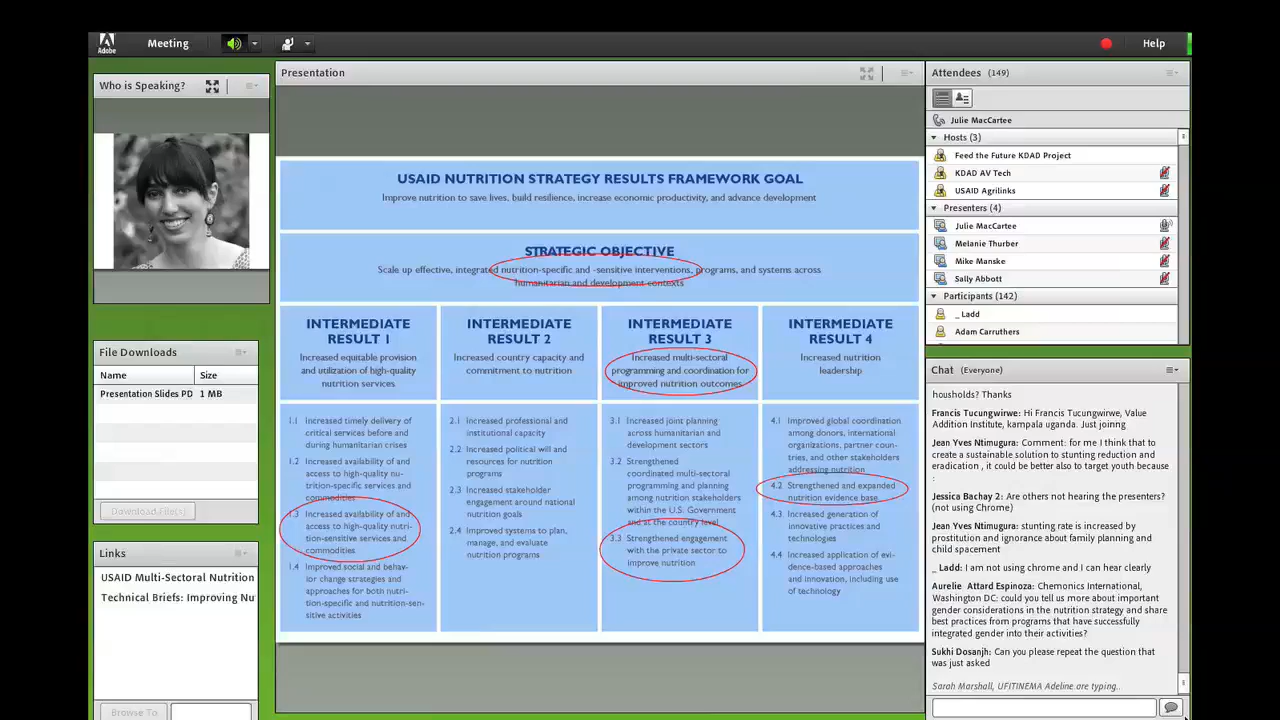 Adobe
Meeting
Help
Who is Speaking?
File Downloads
Name Size
Presentation Slides PD 1 MB
Download File(s)
Links
USAID Multi-Sectoral Nutrition
Technical Briefs: Improving Nu
Browse To
Presentation
USAID NUTRITION STRATEGY RESULTS FRAMEWORK GOAL
Improve nutrition to save lives, build resilience, increase economic productivity, and advance development
STRATEGIC OBJECTIVE
Scale up effective, integrated nutrition-specific and -sensitive interventions, programs, and systems across
humanitarian and development contexts
INTERMEDIATE
RESULT 1
Increased equitable provision
and utilization of high-quality
nutrition services
1.1 Increased timely delivery of
critical services before and
during humanitarian crises
1.2 Increased availability of and
access to high-quality nu-
trition-specific services and
commodities
1.3 Increased availability of and
access to high-quality nutri-
tion-sensitive services and
commodities
1.4 Improved social and behav-
ior change strategies and
approaches for both nutri-
tion-specific and nutrition-sen-
sitive activities
INTERMEDIATE
RESULT 2
Increased country capacity and
commitment to nutrition
2.1 Increased professional and
institutional capacity
2.2 Increased political will and
resources for nutrition
programs
2.3 Increased stakeholder
engagement around national
nutrition goals
2.4 Improved systems to plan,
manage, and evaluate
nutrition programs
INTERMEDIATE
RESULT 3
Increased multi-sectoral
programming and coordination for
improved nutrition outcomes
3.1 Increased joint planning
across humanitarian and
development sectors
3.2 Strengthened
coordinated multi-sectoral
programming and planning
among nutrition stakeholders
within the U.S. Government
and at the country level
3.3 Strengthened engagement
with the private sector to
improve nutrition
INTERMEDIATE
RESULT 4
Increased nutrition
leadership
4.1 Improved global coordination
among donors, international
organizations, partner coun-
tries, and other stakeholders
addressing nutrition
4.2 Strengthened and expanded
nutrition evidence base
4.3 Increased generation of
innovative practices and
technologies
4.4 Increased application of evi-
dence-based approaches
and innovation, including use
of technology
Attendees (149)
Julie MacCartee
Hosts (3)
Feed the Future KDAD Project
KDAD AV Tech
USAID Agrilinks
Presenters (4)
Julie MacCartee
Melanie Thurber
Mike Manske
Sally Abbott
Participants (142)
_ Ladd
Adam Carruthers
Chat (Everyone)
housholds? Thanks
Francis Tucungwirwe: Hi Francis Tucungwirwe, Value
Addition Institute, kampala uganda. Just joining
Jean Yves Ntimugura: Comment: for me I think that to
create a sustainable solution to stunting reduction and
eradication , it could be better also to target youth because
:
Jessica Bachay 2: Are others not hearing the presenters?
(not using Chrome)
Jean Yves Ntimugura: stunting rate is increased by
prostitution and ignorance about family planning and
child spacement
_ Ladd: I am not using chrome and I can hear clearly
Aurelie Attard Espinoza: Chemonics International,
Washington DC: could you tell us more about important
gender considerations in the nutrition strategy and share
best practices from programs that have successfully
integrated gender into their activities?
Sukhi Dosanjh: Can you please repeat the question that
was just asked
Sarah Marshall, UFITINEMA Adeline are typing..